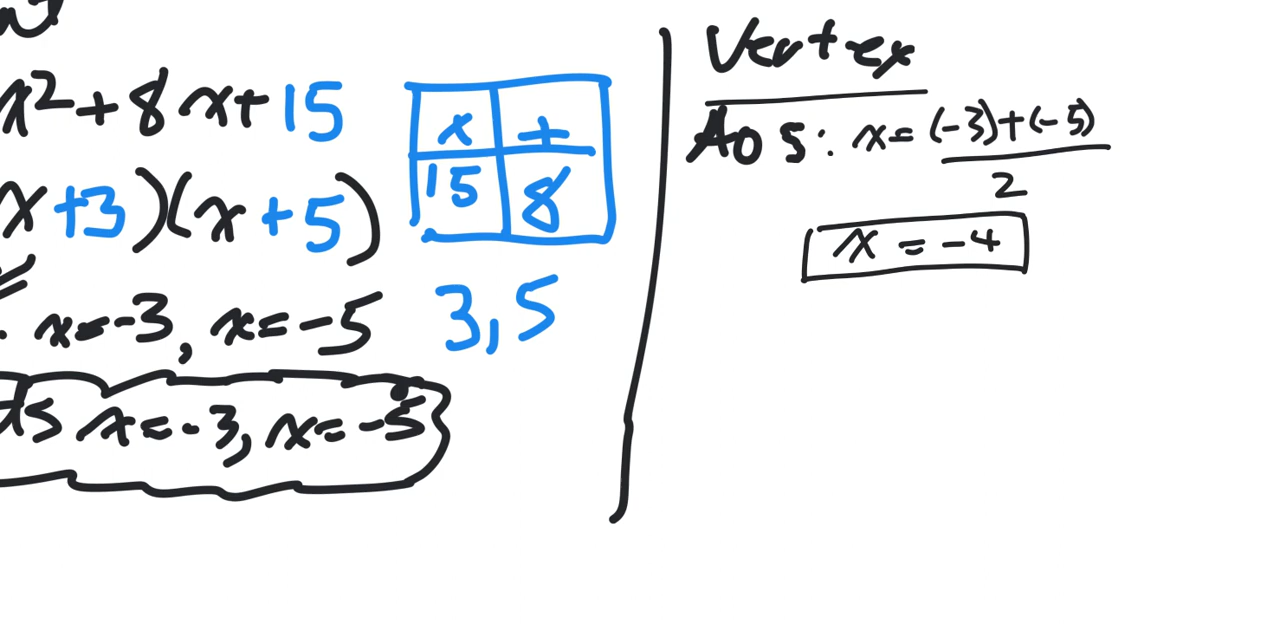 x²+8x+15
x+3)(x+5)
x=-3, x=-5
x=-3, x=-5
x +
15 8
3,5
Vertex
AoS: x= (-3)+(-5)
2
x = -4